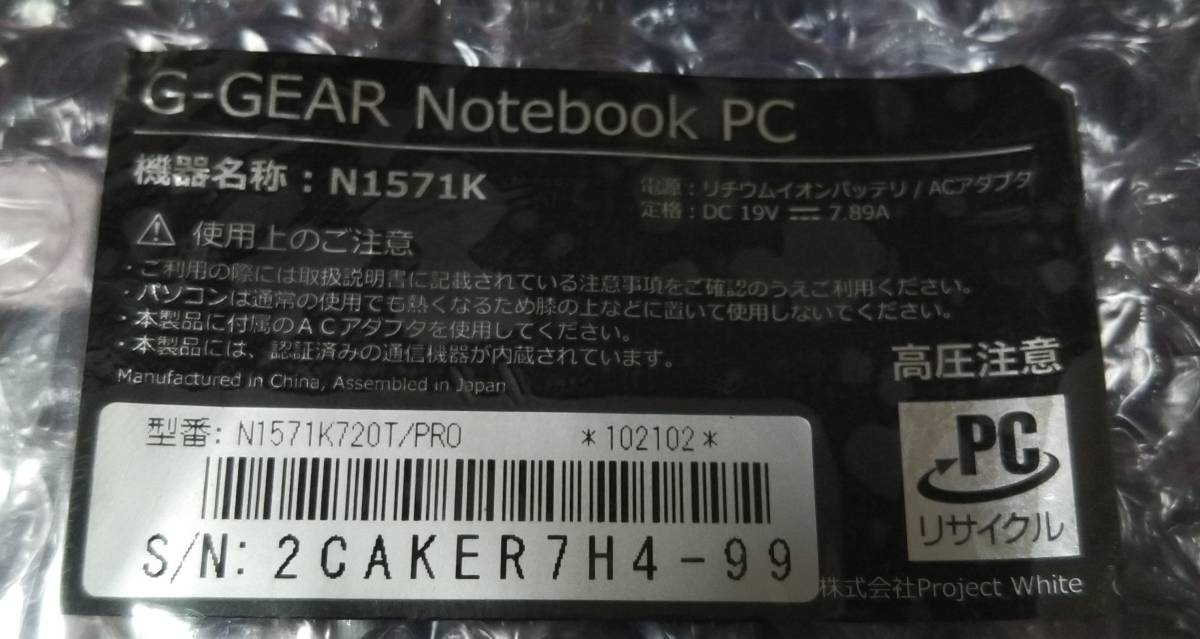 G-GEAR Notebook PC
機器名称：N1571K
電源：リチウムイオンバッテリ / ACアダプタ
定格：DC 19V ⎓ 7.89A
⚠ 使用上のご注意
・ご利用の際には取扱説明書に記載されている注意事項をご確認のうえご利用ください。
・パソコンは通常の使用でも熱くなるため膝の上などに置いて使用しないでください。
・本製品に付属のＡＣアダプタを使用してください。
・本製品には、認証済みの通信機器が内蔵されています。
Manufactured in China, Assembled in Japan
高圧注意
型番: N1571K720T/PRO *102102*
S/N: 2CAKER7H4-99
PC
リサイクル
株式会社Project White